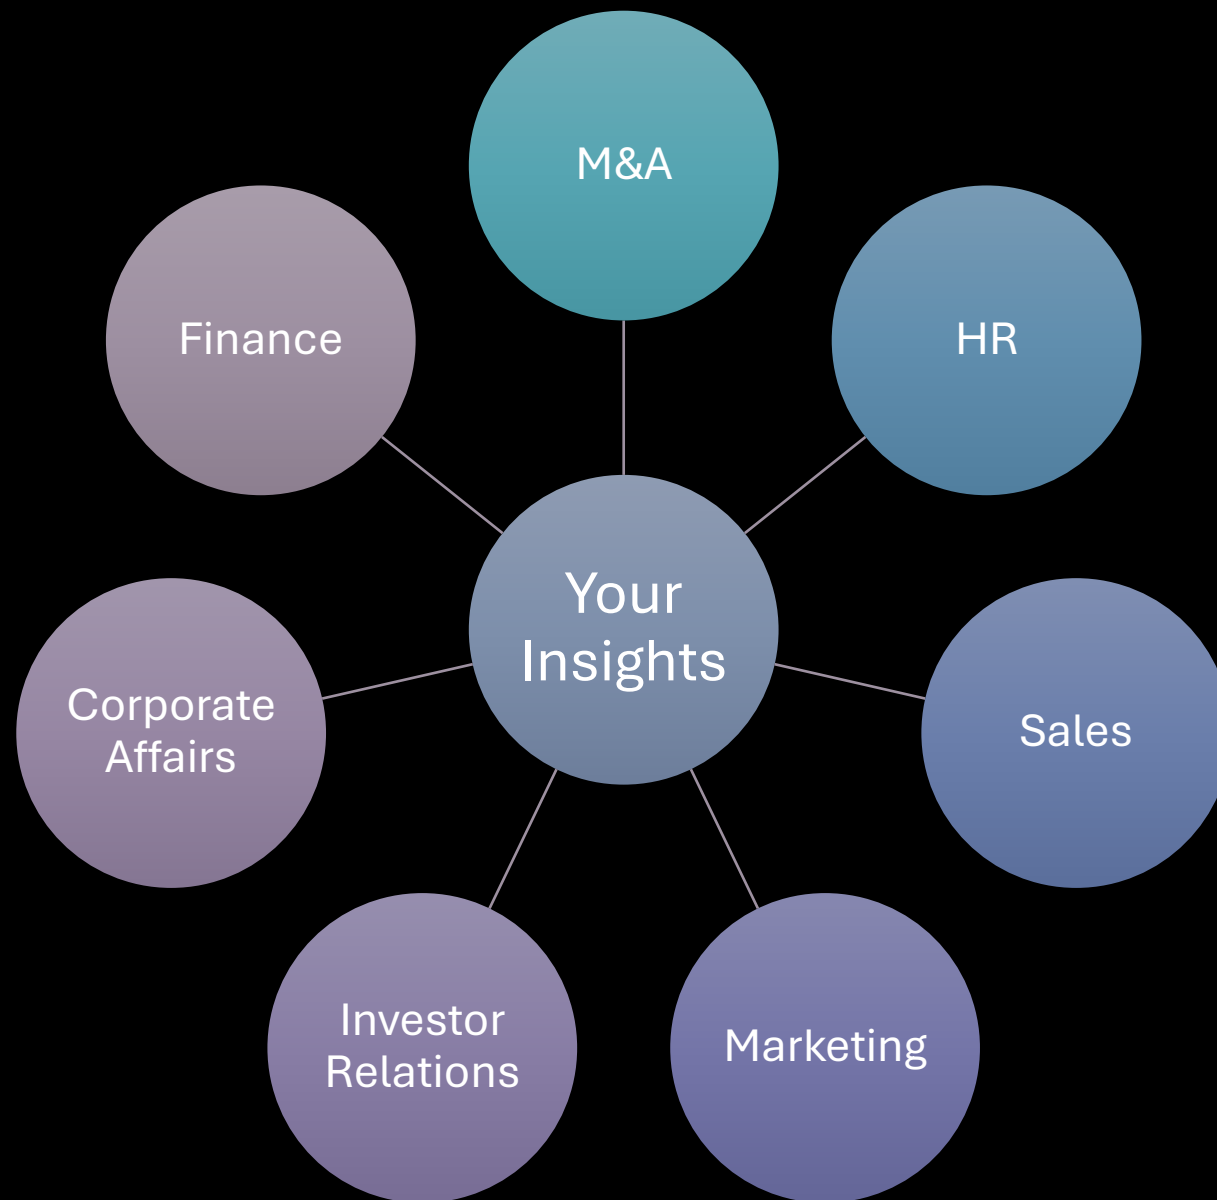 M&A
Finance
HR
Your
Insights
Corporate
Affairs
Sales
Investor
Relations
Marketing